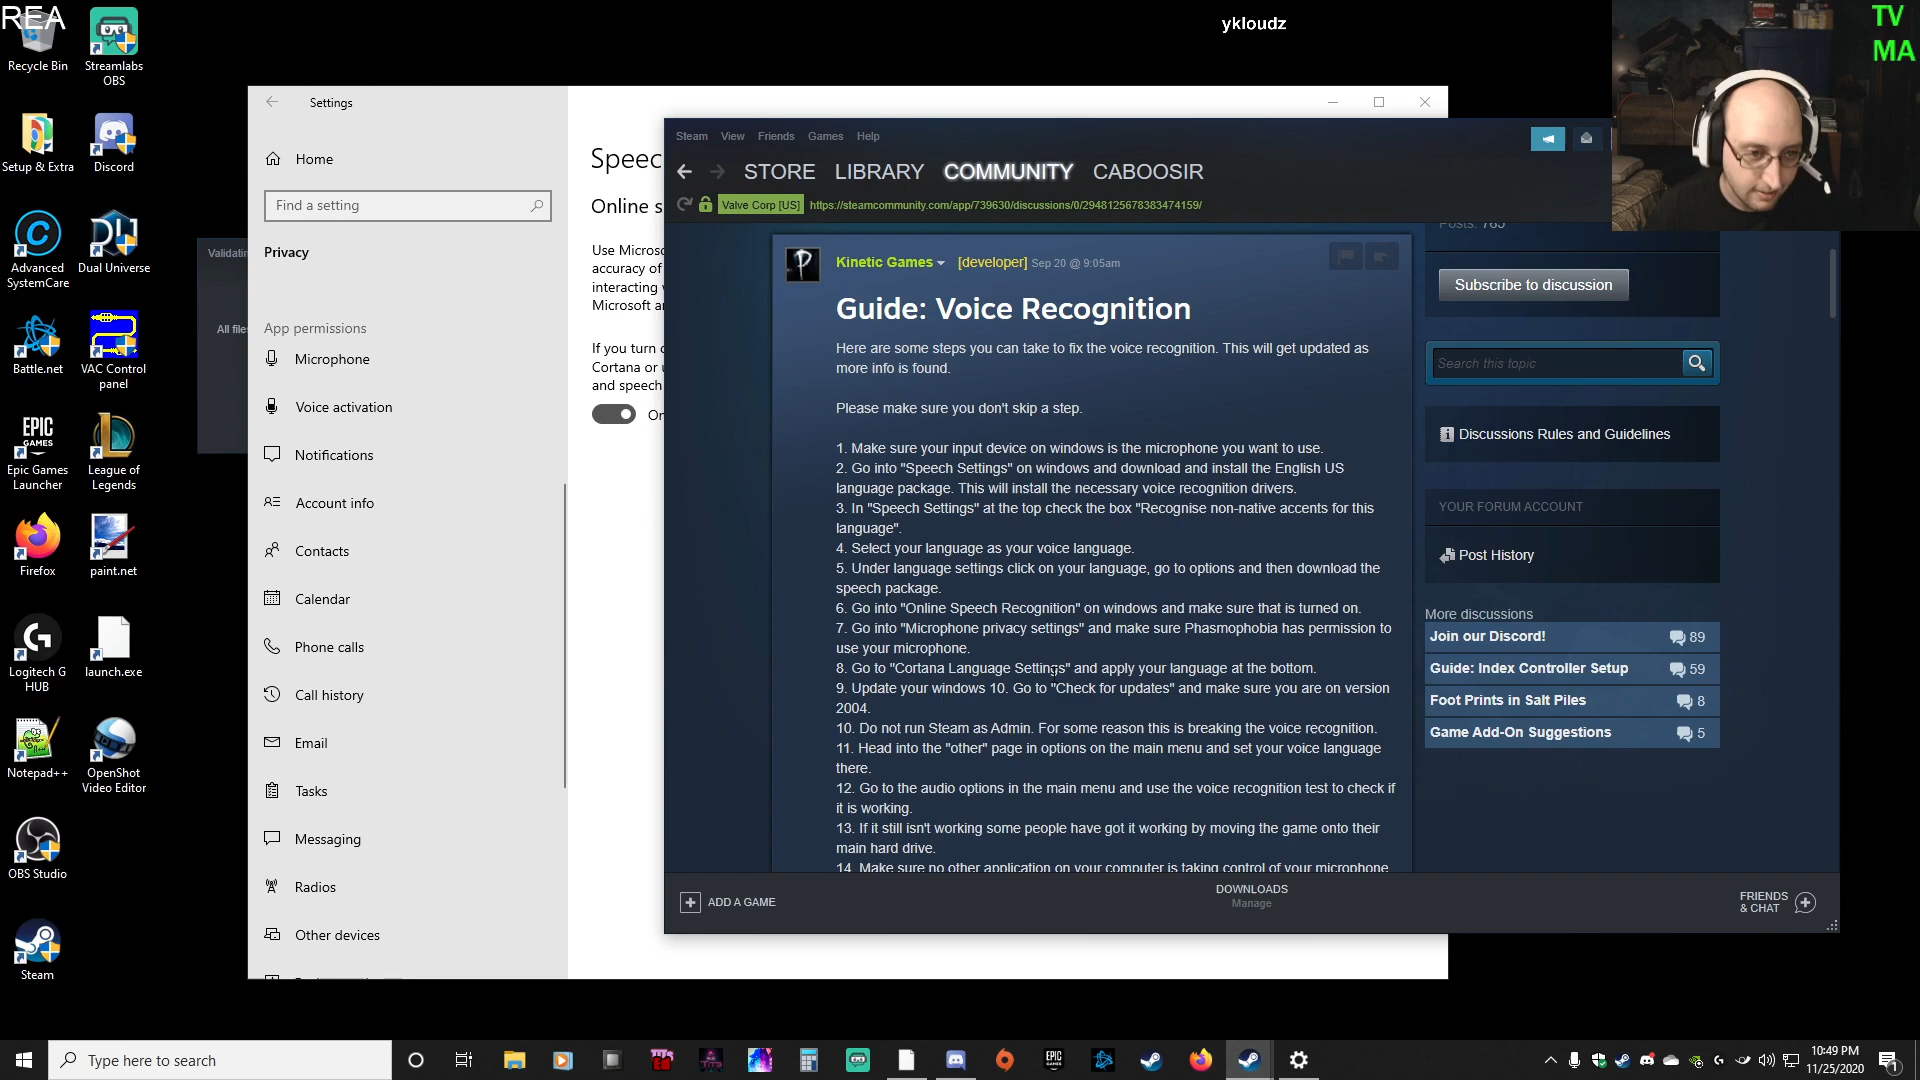 REA
ykloudz
TV
MA
Recycle Bin
Streamlabs
OBS
Setup & Extra
Discord
Advanced
SystemCare
Dual Universe
Battle.net
VAC Control
panel
EPIC
GAMES
Epic Games
Launcher
League of
Legends
Firefox
paint.net
Logitech G
HUB
launch.exe
Notepad++
OpenShot
Video Editor
OBS Studio
Steam
All files
Settings
Home
Find a setting
Privacy
App permissions
Microphone
Voice activation
Notifications
Account info
Contacts
Calendar
Phone calls
Call history
Email
Tasks
Messaging
Radios
Other devices
Online s
accuracy of
If you turn
and speech
Steam View Friends Games Help
STORE LIBRARY COMMUNITY CABOOSIR
Valve Corp [US] https://steamcommunity.com/app/739630/discussions/0/2948125678383474159/
Kinetic Games [developer] Sep 20 @ 9:05am
Guide: Voice Recognition
Here are some steps you can take to fix the voice recognition. This will get updated as
more info is found.
Please make sure you don't skip a step.
1. Make sure your input device on windows is the microphone you want to use.
2. Go into "Speech Settings" on windows and download and install the English US
language package. This will install the necessary voice recognition drivers.
3. In "Speech Settings" at the top check the box "Recognise non-native accents for this
language".
4. Select your language as your voice language.
5. Under language settings click on your language, go to options and then download the
speech package.
6. Go into "Online Speech Recognition" on windows and make sure that is turned on.
7. Go into "Microphone privacy settings" and make sure Phasmophobia has permission to
use your microphone.
8. Go to "Cortana Language Settings" and apply your language at the bottom.
9. Update your windows 10. Go to "Check for updates" and make sure you are on version
2004.
10. Do not run Steam as Admin. For some reason this is breaking the voice recognition.
11. Head into the "other" page in options on the main menu and set your voice language
there.
12. Go to the audio options in the main menu and use the voice recognition test to check if
it is working.
13. If it still isn't working some people have got it working by moving the game onto their
main hard drive.
14. Make sure no other application on your computer is taking control of your microphone
Subscribe to discussion
Search this topic
Discussions Rules and Guidelines
YOUR FORUM ACCOUNT
Post History
More discussions
Join our Discord! 89
Guide: Index Controller Setup 59
Foot Prints in Salt Piles 8
Game Add-On Suggestions 5
ADD A GAME
DOWNLOADS
Manage
FRIENDS
& CHAT
Type here to search
10:49 PM
11/25/2020